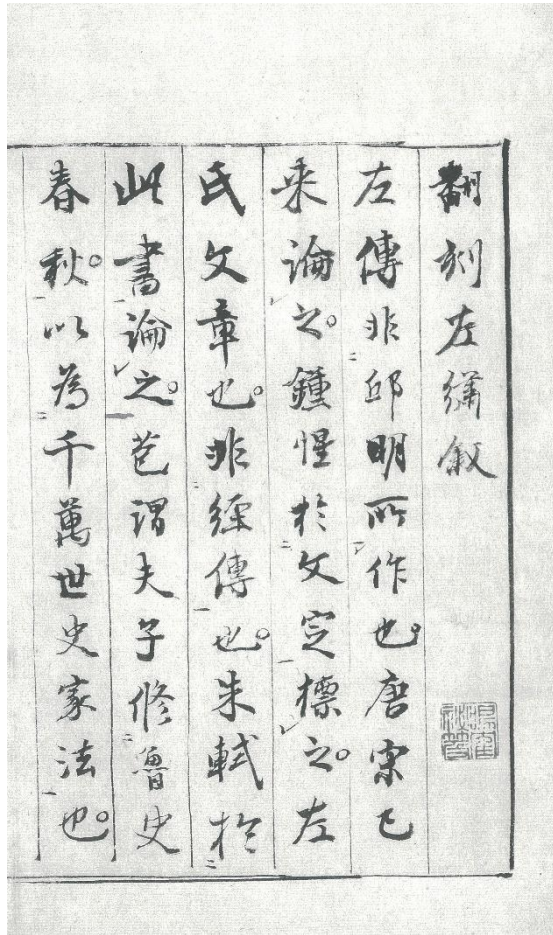 翻刻左繡叙
左傳非邱明所作也。唐宋已
来論之。鍾惺於文定標之。左
氏文章也。非經傳也。朱軾於
此書論之。謂夫子修魯史
春秋。以為千萬世史家法也。